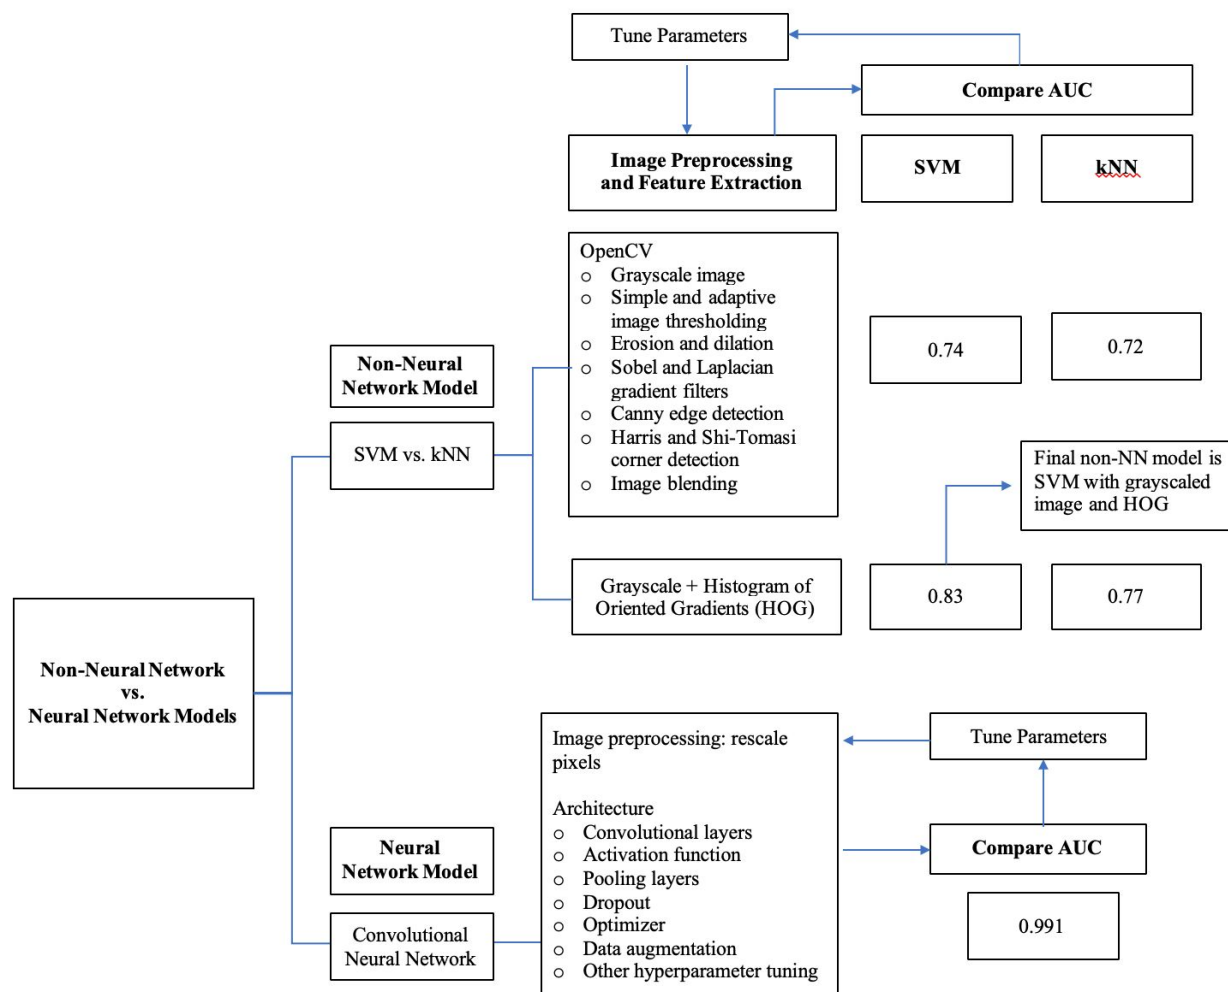 Tune Parameters
Compare AUC
Image Preprocessing
and Feature Extraction
SVM
kNN
OpenCV
o Grayscale image
o Simple and adaptive
image thresholding
o Erosion and dilation
o Sobel and Laplacian
gradient filters
o Canny edge detection
o Harris and Shi-Tomasi
corner detection
o Image blending
0.74
0.72
Non-Neural
Network Model
SVM vs. kNN
Final non-NN model is
SVM with grayscaled
image and HOG
Grayscale + Histogram of
Oriented Gradients (HOG)
0.83
0.77
Non-Neural Network
vs.
Neural Network Models
Image preprocessing: rescale
pixels
Architecture
o Convolutional layers
o Activation function
o Pooling layers
o Dropout
o Optimizer
o Data augmentation
o Other hyperparameter tuning
Tune Parameters
Compare AUC
0.991
Neural
Network Model
Convolutional
Neural Network